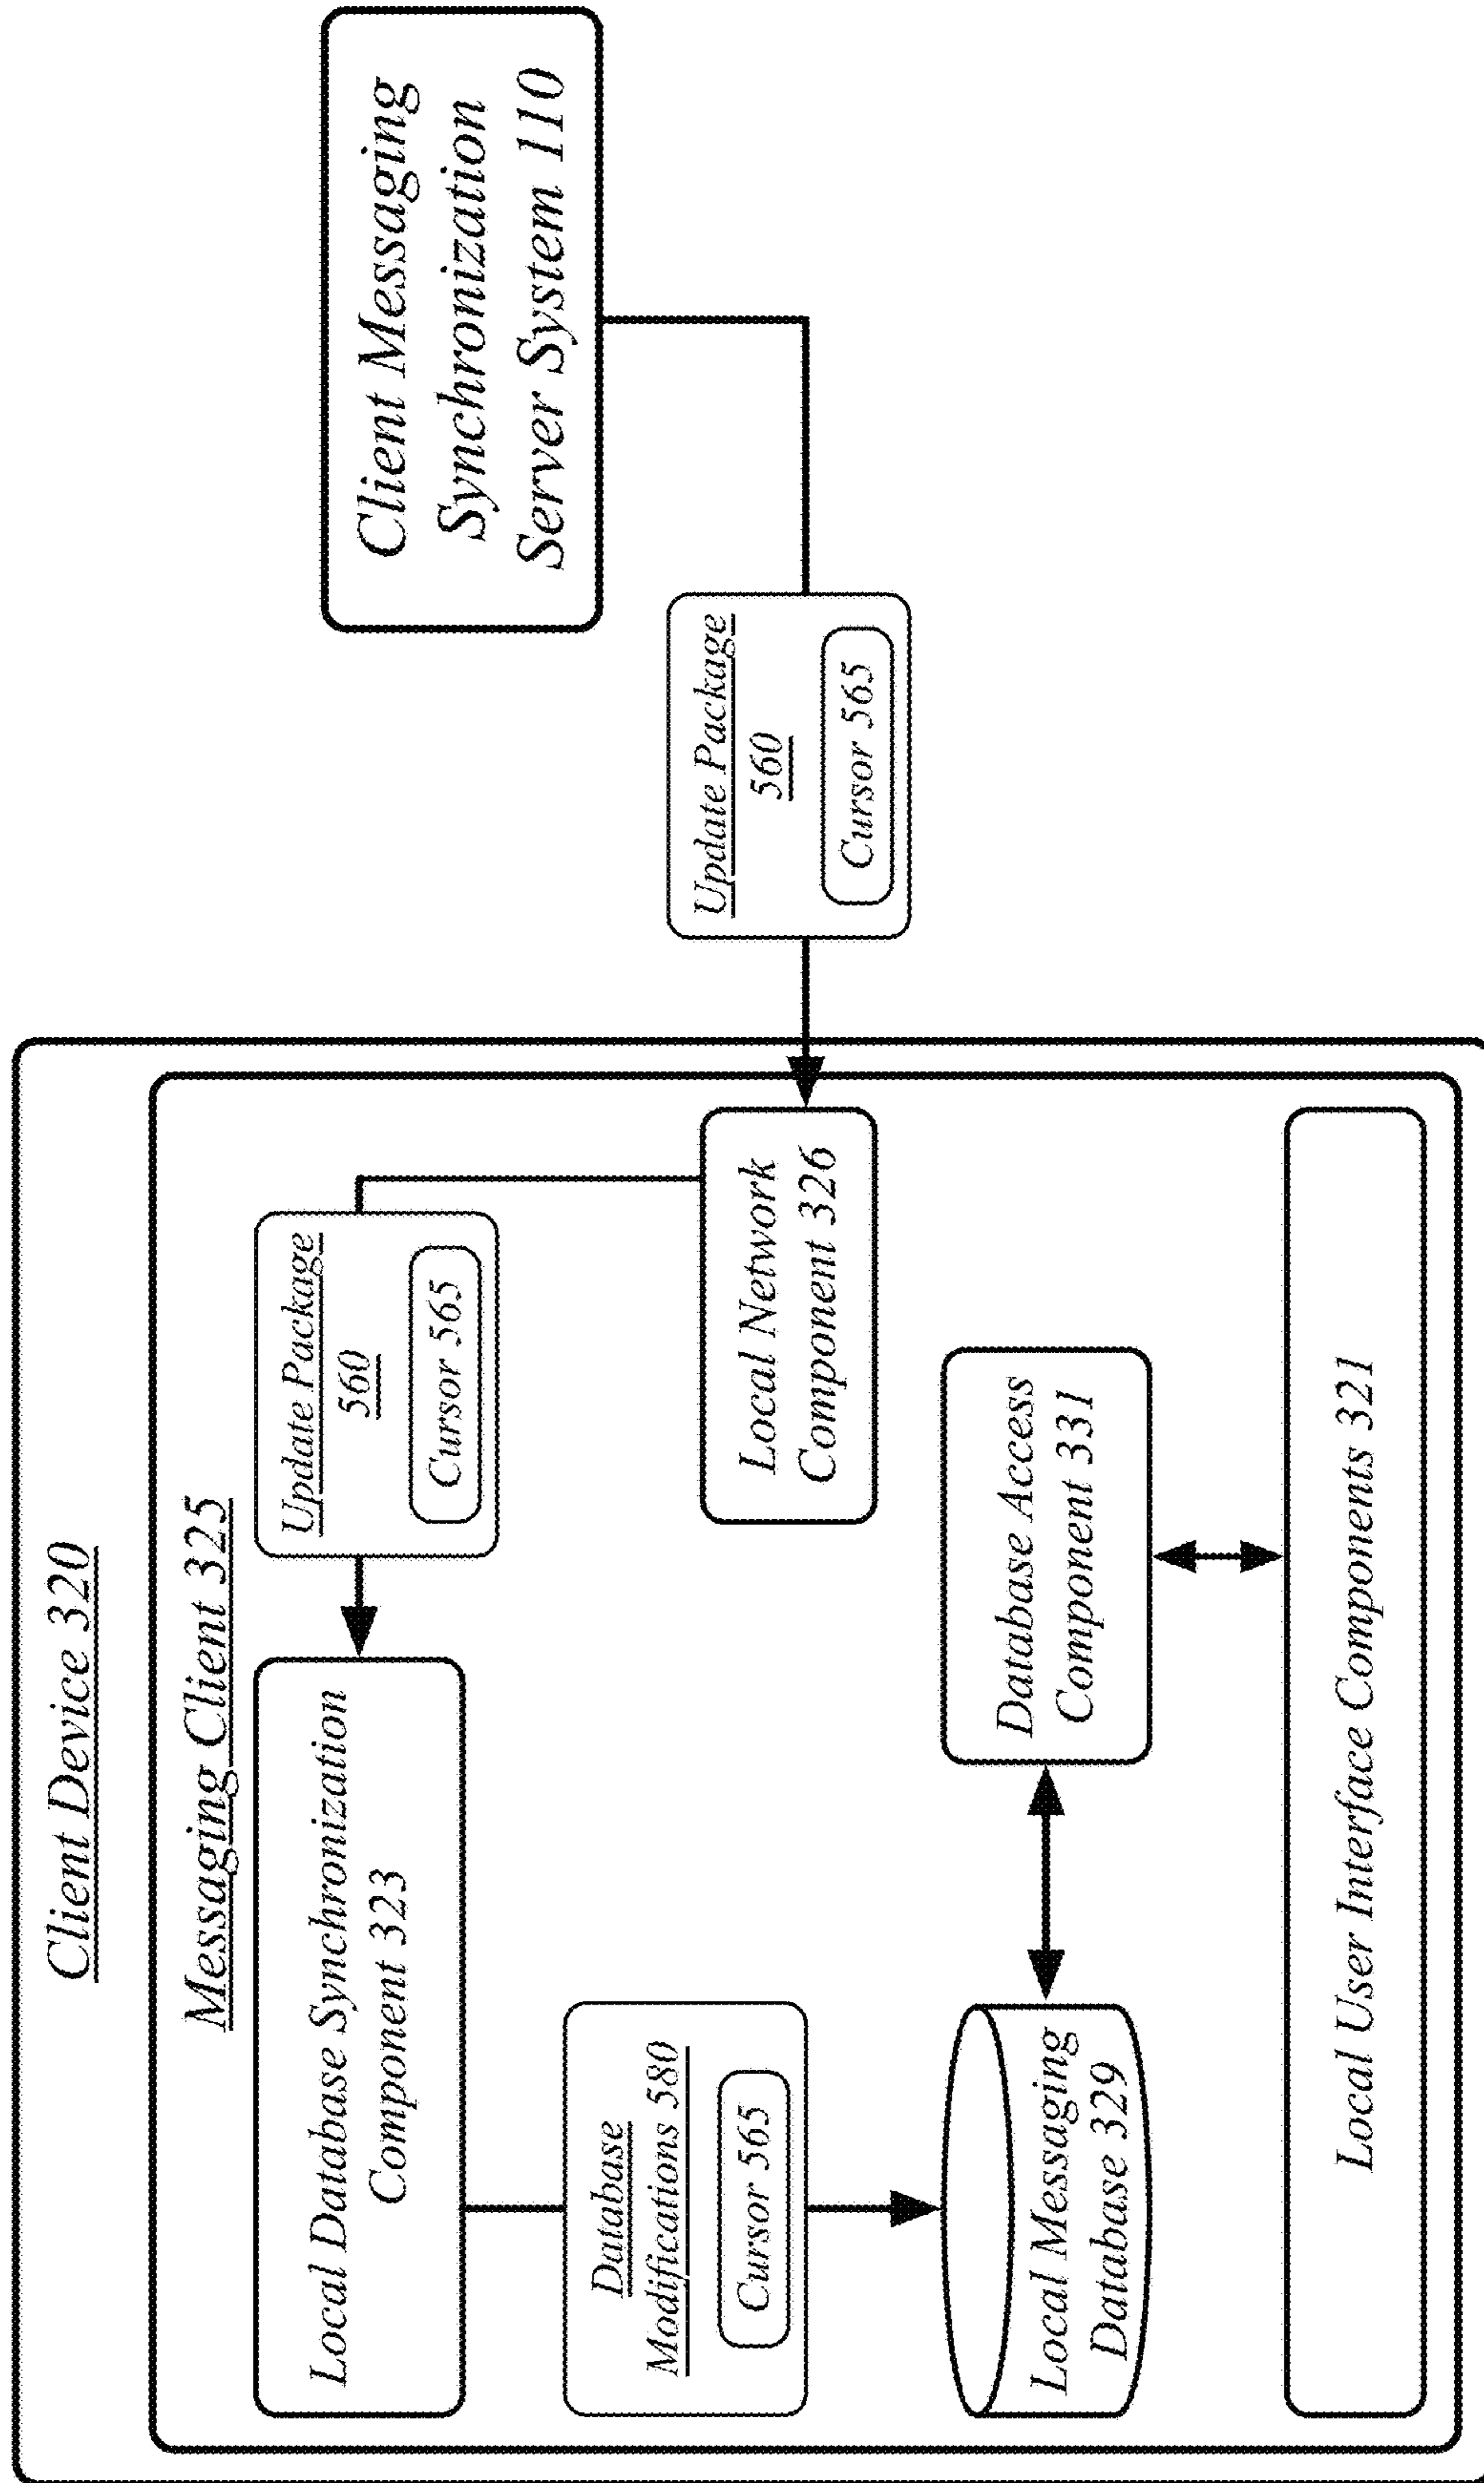 Client Device 320
Messaging Client 325
Local Database Synchronization
Component 323
Update Package
560
Cursor 565
Client Messaging
Synchronization
Server System 110
Database
Modifications 580
Cursor 565
Local Network
Component 326
Update Package
560
Cursor 565
Local Messaging
Database 329
Database Access
Component 331
Local User Interface Components 321